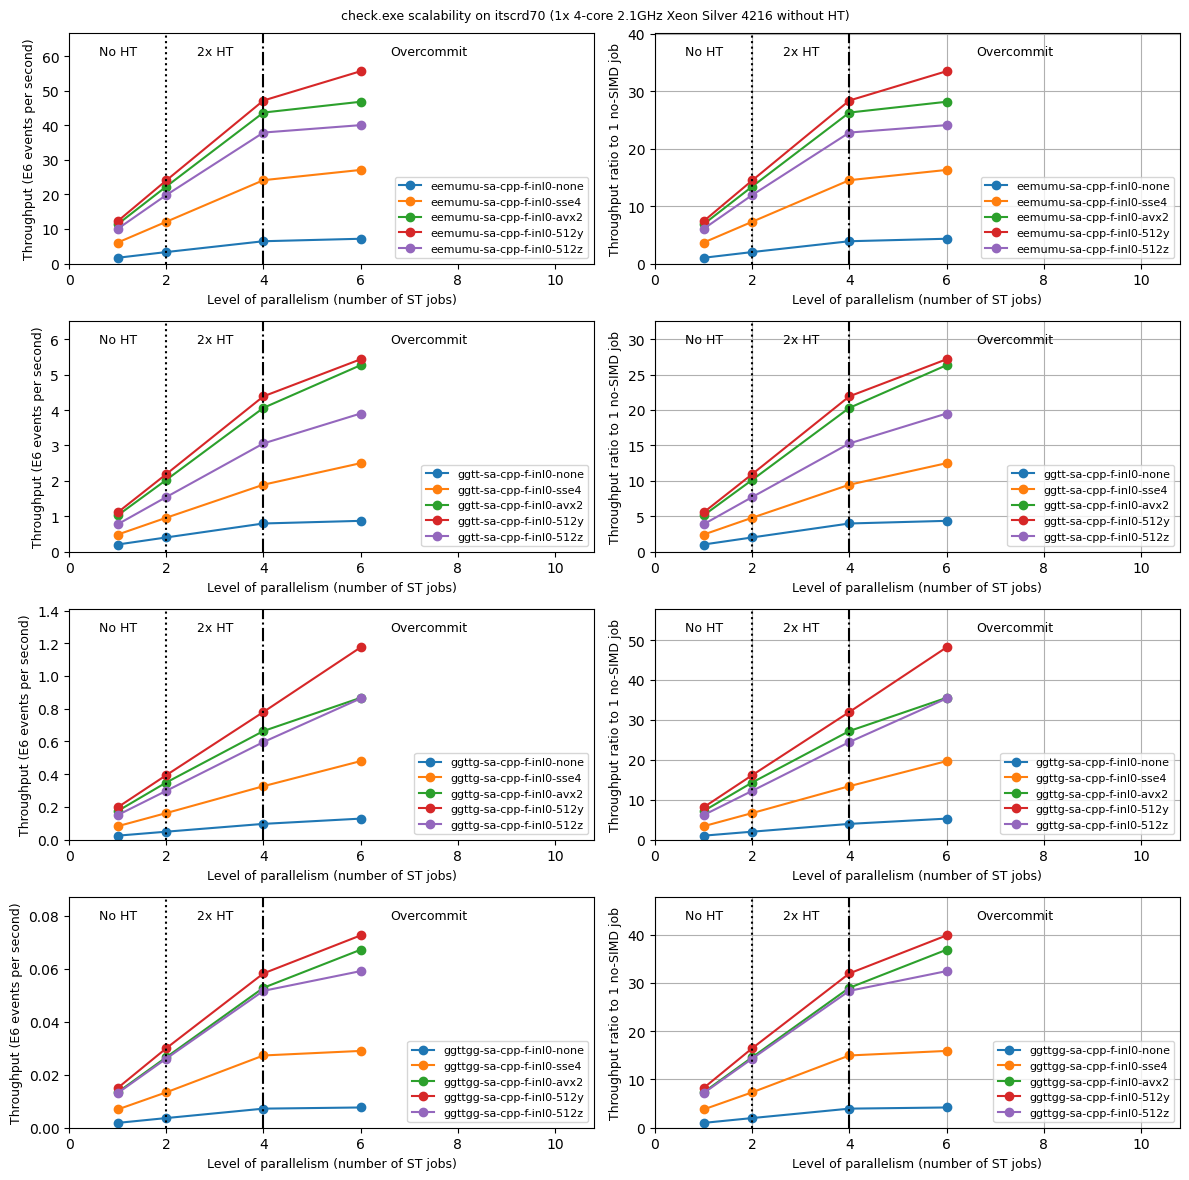 check.exe scalability on itscrd70 (1x 4-core 2.1GHz Xeon Silver 4216 without HT)
Throughput (E6 events per second)
60
50
40
30
20
10
0
No HT
2x HT
Overcommit
eemumu-sa-cpp-f-inl0-none
eemumu-sa-cpp-f-inl0-sse4
eemumu-sa-cpp-f-inl0-avx2
eemumu-sa-cpp-f-inl0-512y
eemumu-sa-cpp-f-inl0-512z
0 2 4 6 8 10
Level of parallelism (number of ST jobs)
Throughput ratio to 1 no-SIMD job
40
30
20
10
0
No HT
2x HT
Overcommit
eemumu-sa-cpp-f-inl0-none
eemumu-sa-cpp-f-inl0-sse4
eemumu-sa-cpp-f-inl0-avx2
eemumu-sa-cpp-f-inl0-512y
eemumu-sa-cpp-f-inl0-512z
0 2 4 6 8 10
Level of parallelism (number of ST jobs)
Throughput (E6 events per second)
6
5
4
3
2
1
0
No HT
2x HT
Overcommit
ggtt-sa-cpp-f-inl0-none
ggtt-sa-cpp-f-inl0-sse4
ggtt-sa-cpp-f-inl0-avx2
ggtt-sa-cpp-f-inl0-512y
ggtt-sa-cpp-f-inl0-512z
0 2 4 6 8 10
Level of parallelism (number of ST jobs)
Throughput ratio to 1 no-SIMD job
30
25
20
15
10
5
0
No HT
2x HT
Overcommit
ggtt-sa-cpp-f-inl0-none
ggtt-sa-cpp-f-inl0-sse4
ggtt-sa-cpp-f-inl0-avx2
ggtt-sa-cpp-f-inl0-512y
ggtt-sa-cpp-f-inl0-512z
0 2 4 6 8 10
Level of parallelism (number of ST jobs)
Throughput (E6 events per second)
1.4
1.2
1.0
0.8
0.6
0.4
0.2
0.0
No HT
2x HT
Overcommit
ggttg-sa-cpp-f-inl0-none
ggttg-sa-cpp-f-inl0-sse4
ggttg-sa-cpp-f-inl0-avx2
ggttg-sa-cpp-f-inl0-512y
ggttg-sa-cpp-f-inl0-512z
0 2 4 6 8 10
Level of parallelism (number of ST jobs)
Throughput ratio to 1 no-SIMD job
50
40
30
20
10
0
No HT
2x HT
Overcommit
ggttg-sa-cpp-f-inl0-none
ggttg-sa-cpp-f-inl0-sse4
ggttg-sa-cpp-f-inl0-avx2
ggttg-sa-cpp-f-inl0-512y
ggttg-sa-cpp-f-inl0-512z
0 2 4 6 8 10
Level of parallelism (number of ST jobs)
Throughput (E6 events per second)
0.08
0.06
0.04
0.02
0.00
No HT
2x HT
Overcommit
ggttgg-sa-cpp-f-inl0-none
ggttgg-sa-cpp-f-inl0-sse4
ggttgg-sa-cpp-f-inl0-avx2
ggttgg-sa-cpp-f-inl0-512y
ggttgg-sa-cpp-f-inl0-512z
0 2 4 6 8 10
Level of parallelism (number of ST jobs)
Throughput ratio to 1 no-SIMD job
40
30
20
10
0
No HT
2x HT
Overcommit
ggttgg-sa-cpp-f-inl0-none
ggttgg-sa-cpp-f-inl0-sse4
ggttgg-sa-cpp-f-inl0-avx2
ggttgg-sa-cpp-f-inl0-512y
ggttgg-sa-cpp-f-inl0-512z
0 2 4 6 8 10
Level of parallelism (number of ST jobs)